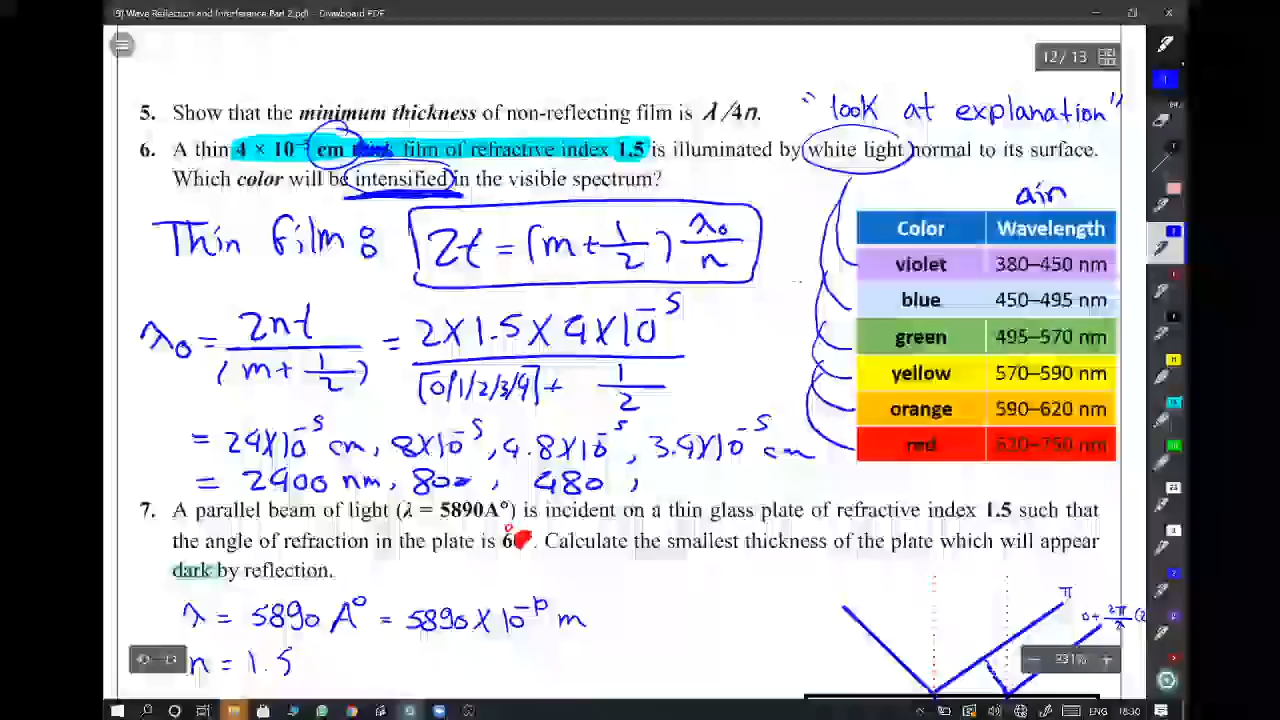 9] Wave Reflection and Interference Part 2.pdf - Drawboard PDF
12 / 13
"look at explanation"
5. Show that the minimum thickness of non-reflecting film is λ/4n.
6. A thin 4 × 10⁻⁵ cm thick film of refractive index 1.5 is illuminated by white light normal to its surface.
Which color will be intensified in the visible spectrum?
air
Thin film :
2t = (m + 1/2) λ₀/n
Color Wavelength
violet 380–450 nm
blue 450–495 nm
green 495–570 nm
yellow 570–590 nm
orange 590–620 nm
red 620–750 nm
λ₀ = 2nt / (m + 1/2) = 2 × 1.5 × 4 × 10⁻⁵ / [0/1/2/3/4] + 1/2
= 24×10⁻⁵ cm, 8×10⁻⁵, 4.8×10⁻⁵, 3.4×10⁻⁵ cm
= 2400 nm, 800, 480,
7. A parallel beam of light (λ = 5890A°) is incident on a thin glass plate of refractive index 1.5 such that
the angle of refraction in the plate is 6 °. Calculate the smallest thickness of the plate which will appear
dark by reflection.
λ = 5890 A° = 5890 × 10⁻¹⁰ m
π
0 + 2π/λ (2
n = 1.5
331%
ENG 18:30